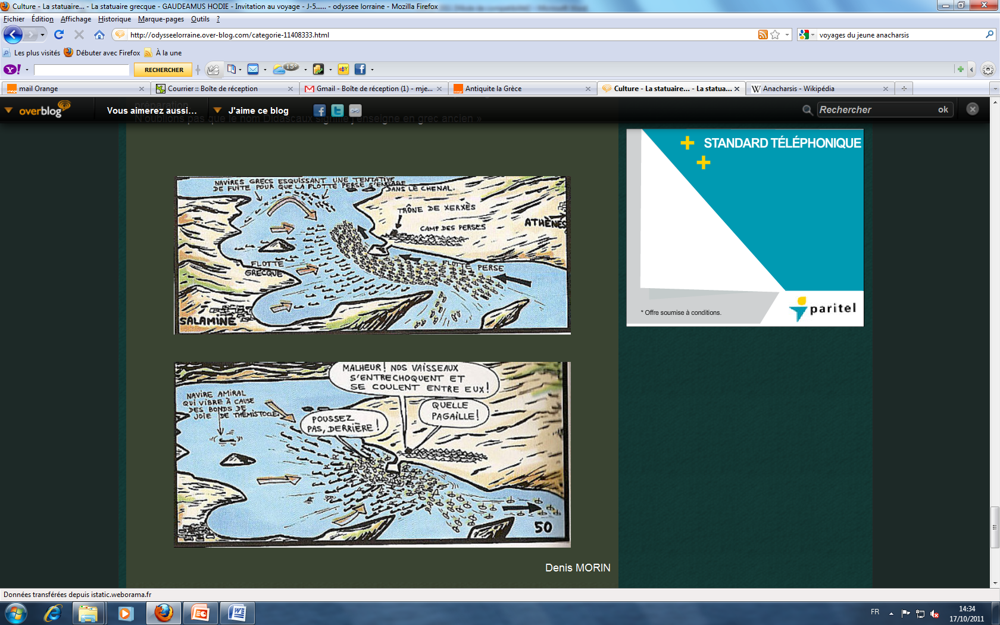 Culture - La statuaire... - La statuaire grecque - GAUDEAMUS HODIE - Invitation au voyage - J-5...... - odyssee lorraine - Mozilla Firefox
Fichier Édition Affichage Historique Marque-pages Outils ?
http://odysseelorraine.over-blog.com/categorie-11408333.html
voyages du jeune anacharsis
Les plus visités Débuter avec Firefox À la une
Y! RECHERCHER 15° ebY f
mail Orange
Courrier :: Boîte de réception
Gmail - Boîte de réception (1) - mje...
Antiquite la Grèce
Culture - La statuaire... - La statua...
Anacharsis - Wikipédia
overblog Vous aimerez aussi... J'aime ce blog Rechercher ok
préparation
N'oublions pas que le nom Didascaux signifie j'enseigne en grec ancien »
NAVIRES GRECS ESQUISSANT UNE TENTATIVE
DE FUITE POUR QUE LA FLOTTE PERSE S'ENGAGE
DANS LE CHENAL.
TRÔNE DE XERXÈS
CAMP DES PERSES
ATHÈNES
FLOTTE
GRECQUE
FLOTTE PERSE
SALAMINE
MALHEUR! NOS VAISSEAUX
S'ENTRECHOQUENT ET
SE COULENT ENTRE EUX!
NAVIRE AMIRAL
QUI VIBRE À CAUSE
DES BONDS DE
JOIE DE THÉMISTOCLE
QUELLE
PAGAILLE!
POUSSEZ
PAS, DERRIÈRE!
50
Denis MORIN
STANDARD TÉLÉPHONIQUE
* Offre soumise à conditions.
paritel
Données transférées depuis istatic.weborama.fr
FR
14:34
17/10/2011